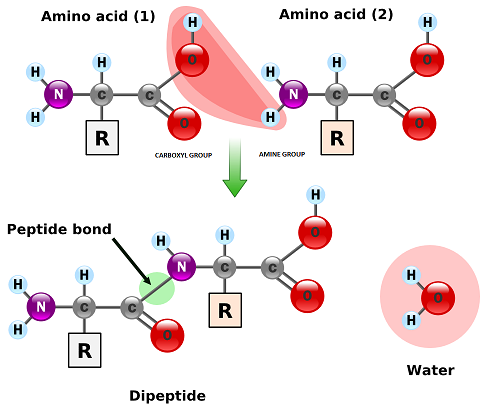 Amino acid (1)
Amino acid (2)
H
O
H
H
N
C
C
O
H
R
H
O
H
H
N
C
C
O
H
R
CARBOXYL GROUP
AMINE GROUP
Peptide bond
H
O
H
H
N
C
C
O
R
H
H
N
C
C
O
H
R
H
O
H
Water
Dipeptide